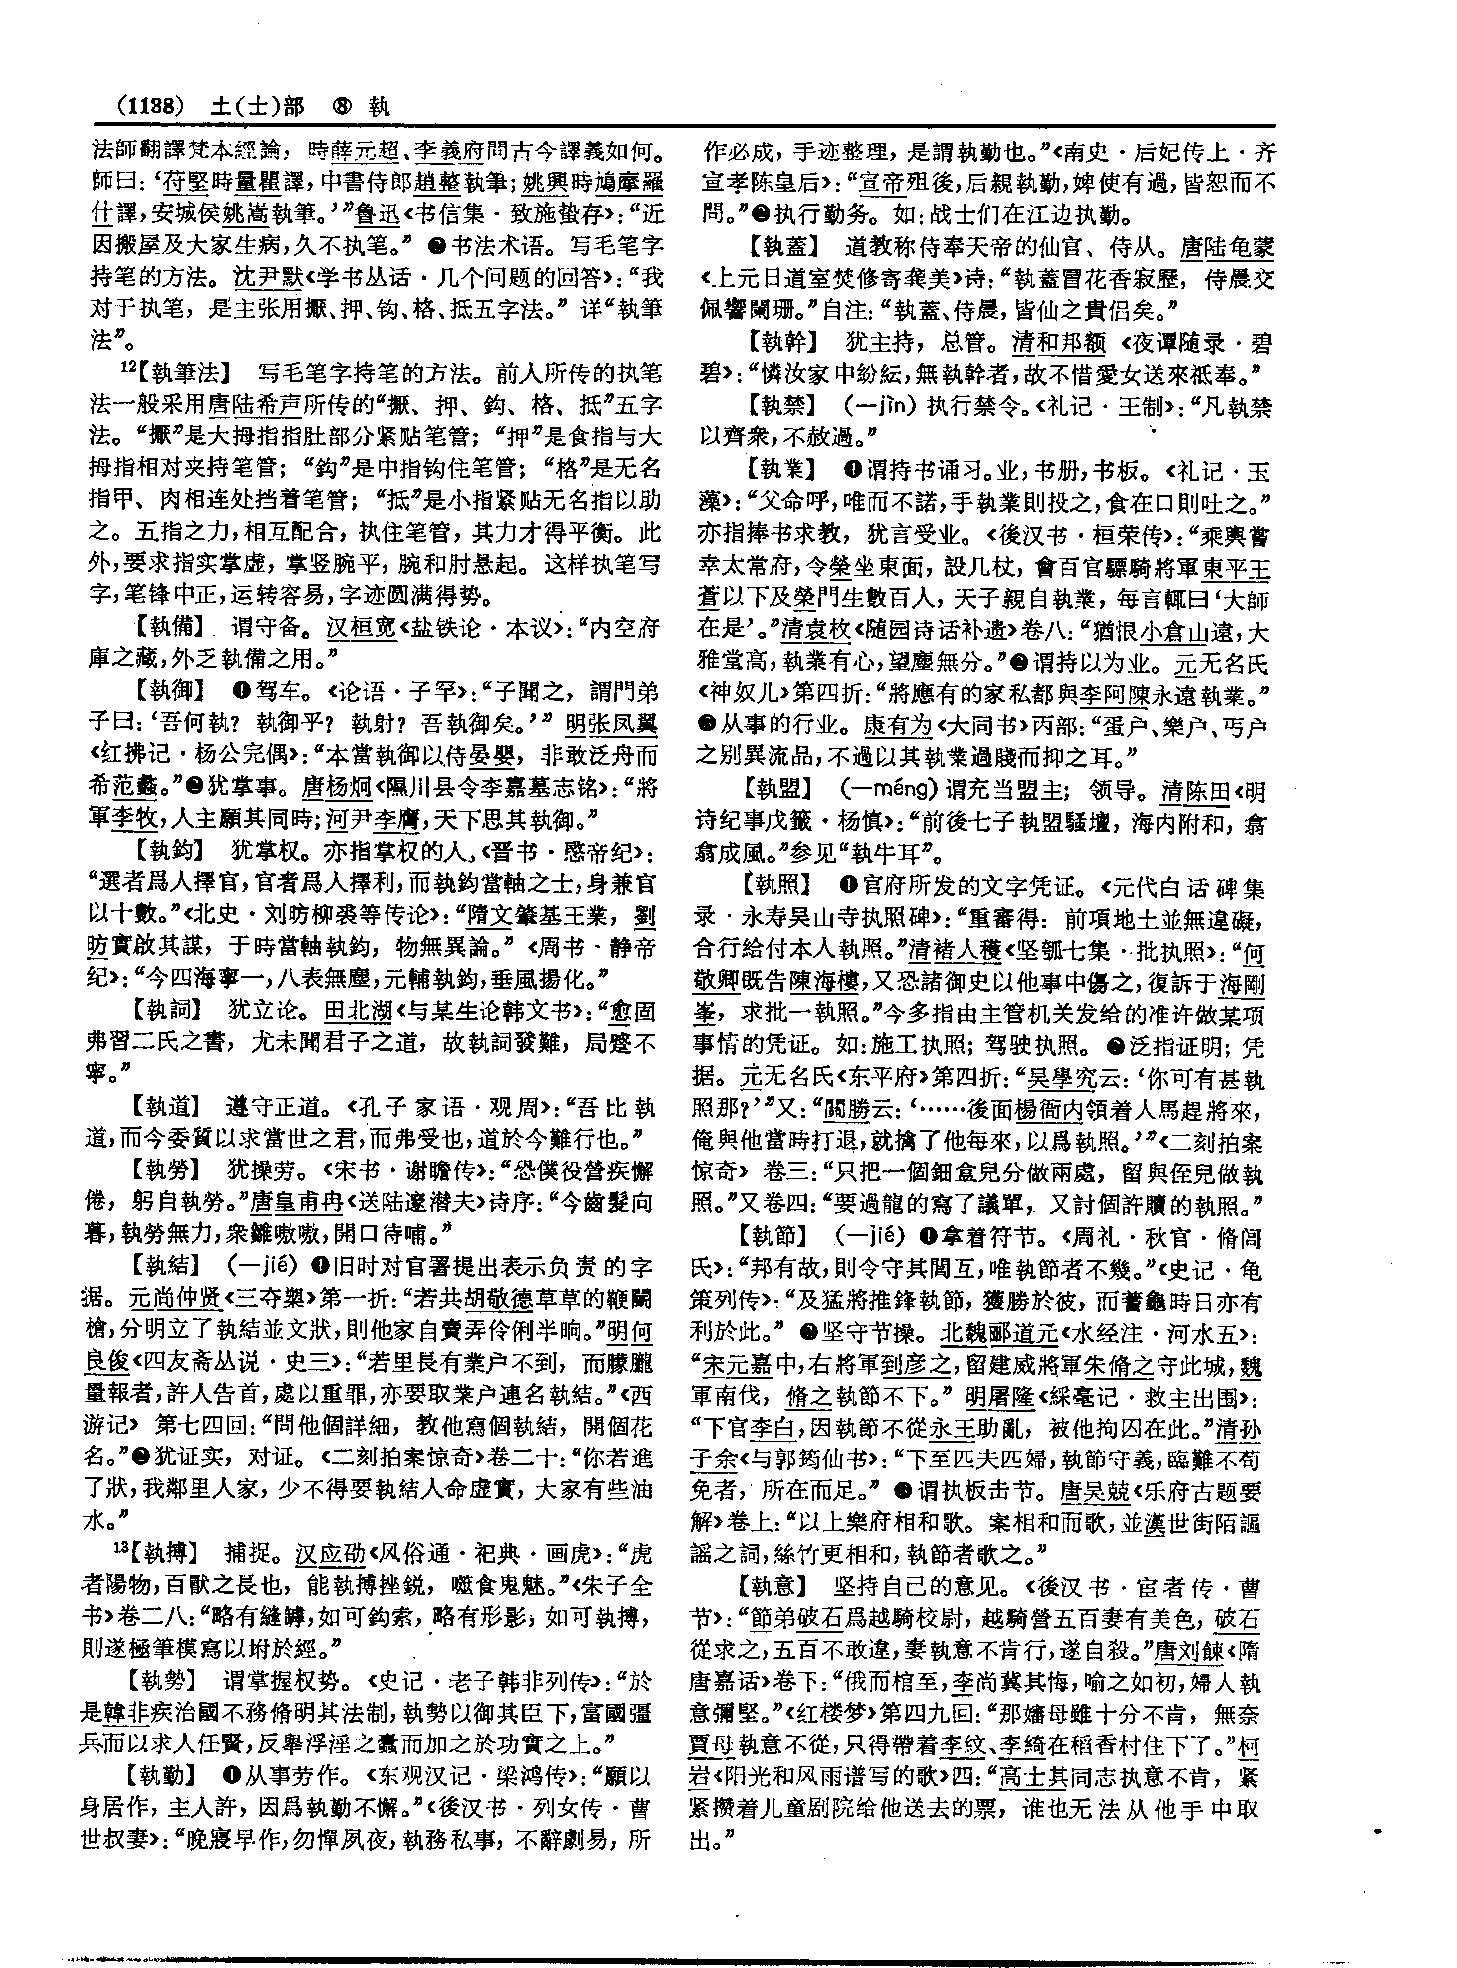 (1138) 土(士)部 ⑧ 執
法師翻譯梵本經論，時薛元超、李義府問古今譯義如何。
師曰：‘苻堅時曇瞿譯，中書侍郎趙整執筆；姚興時鳩摩羅
什譯，安城侯姚嵩執筆。’”鲁迅《书信集·致施蛰存》：“近
因搬屋及大家生病，久不执笔。”❷书法术语。写毛笔字
持笔的方法。沈尹默《学书丛话·几个问题的回答》：“我
对于执笔，是主张用擫、押、钩、格、抵五字法。”详“執筆
法”。
12【執筆法】 写毛笔字持笔的方法。前人所传的执笔
法一般采用唐陆希声所传的“擫、押、鈎、格、抵”五字
法。“擫”是大拇指指肚部分紧贴笔管；“押”是食指与大
拇指相对夹持笔管；“鈎”是中指钩住笔管；“格”是无名
指甲、肉相连处挡着笔管；“抵”是小指紧贴无名指以助
之。五指之力，相互配合，执住笔管，其力才得平衡。此
外，要求指实掌虚，掌竖腕平，腕和肘悬起。这样执笔写
字，笔锋中正，运转容易，字迹圆满得势。
【執備】 谓守备。汉桓宽《盐铁论·本议》：“内空府
庫之藏，外乏執備之用。”
【執御】 ❶驾车。《论语·子罕》：“子聞之，謂門弟
子曰：‘吾何執？執御乎？執射？吾執御矣。’”明张凤翼
《红拂记·杨公完偶》：“本當執御以侍晏嬰，非敢泛舟而
希范蠡。”❷犹掌事。唐杨炯《隰川县令李嘉墓志铭》：“將
軍李牧，人主願其同時；河尹李膺，天下思其執御。”
【執鈞】 犹掌权。亦指掌权的人。《晋书·愍帝纪》：
“選者爲人擇官，官者爲人擇利，而執鈞當軸之士，身兼官
以十數。”《北史·刘昉柳裘等传论》：“隋文肇基王業，劉
昉實啟其謀，于時當軸執鈞，物無異論。”《周书·静帝
纪》：“今四海寧一，八表無塵，元輔執鈞，垂風揚化。”
【執詞】 犹立论。田北湖《与某生论韩文书》：“愈固
弗習二氏之書，尤未聞君子之道，故執詞發難，局蹙不
寧。”
【執道】 遵守正道。《孔子家语·观周》：“吾比執
道，而今委質以求當世之君，而弗受也，道於今難行也。”
【執勞】 犹操劳。《宋书·谢瞻传》：“恐僕役營疾懈
倦，躬自執勞。”唐皇甫冉《送陆邃潜夫》诗序：“今齒髮向
暮，執勞無力，衆雛嗷嗷，開口待哺。”
【執結】 （—jié）❶旧时对官署提出表示负责的字
据。元尚仲贤《三夺槊》第一折：“若共胡敬德草草的鞭鬭
槍，分明立了執結並文狀，則他家自賣弄伶俐半晌。”明何
良俊《四友斋丛说·史三》：“若里長有業户不到，而朦朧
量報者，許人告首，處以重罪，亦要取業户連名執結。”《西
游记》第七四回：“問他個詳細，教他寫個執結，開個花
名。”❷犹证实，对证。《二刻拍案惊奇》卷二十：“你若進
了狀，我鄰里人家，少不得要執結人命虚實，大家有些油
水。”
13【執搏】 捕捉。汉应劭《风俗通·祀典·画虎》：“虎
者陽物，百獸之長也，能執搏挫鋭，噬食鬼魅。”《朱子全
书》卷二八：“略有縫罅，如可鈎索，略有形影，如可執搏，
則遂極筆模寫以坿於經。”
【執勢】 谓掌握权势。《史记·老子韩非列传》：“於
是韓非疾治國不務脩明其法制，執勢以御其臣下，富國彊
兵而以求人任賢，反舉浮淫之蠹而加之於功實之上。”
【執勤】 ❶从事劳作。《东观汉记·梁鸿传》：“願以
身居作，主人許，因爲執勤不懈。”《後汉书·列女传·曹
世叔妻》：“晚寢早作，勿憚夙夜，執務私事，不辭劇易，所
作必成，手迹整理，是謂執勤也。”《南史·后妃传上·齐
宣孝陈皇后》：“宣帝殂後，后親執勤，婢使有過，皆恕而不
問。”❷执行勤务。如：战士们在江边执勤。
【執蓋】 道教称侍奉天帝的仙官、侍从。唐陆龟蒙
《上元日道室焚修寄袭美》诗：“執蓋冒花香寂歷，侍晨交
佩響闌珊。”自注：“執蓋、侍晨，皆仙之貴侣矣。”
【執幹】 犹主持，总管。清和邦额《夜谭随录·碧
碧》：“憐汝家中紛紜，無執幹者，故不惜愛女送來祇奉。”
【執禁】 （—jìn）执行禁令。《礼记·王制》：“凡執禁
以齊衆，不赦過。”
【執業】 ❶谓持书诵习。业，书册，书板。《礼记·玉
藻》：“父命呼，唯而不諾，手執業則投之，食在口則吐之。”
亦指捧书求教，犹言受业。《後汉书·桓荣传》：“乘輿嘗
幸太常府，令榮坐東面，設几杖，會百官驃騎將軍東平王
蒼以下及榮門生數百人，天子親自執業，每言輒曰‘大師
在是’。”清袁枚《随园诗话补遗》卷八：“猶恨小倉山遠，大
雅堂高，執業有心，望塵無分。”❷谓持以为业。元无名氏
《神奴儿》第四折：“將應有的家私都與李阿陳永遠執業。”
❸从事的行业。康有为《大同书》丙部：“蛋户、樂户、丐户
之别異流品，不過以其執業過賤而抑之耳。”
【執盟】 （—méng）谓充当盟主；领导。清陈田《明
诗纪事戊籤·杨慎》：“前後七子執盟騷壇，海内附和，翕
翕成風。”参见“執牛耳”。
【執照】 ❶官府所发的文字凭证。《元代白话碑集
录·永寿吴山寺执照碑》：“重審得：前項地土並無違礙，
合行給付本人執照。”清褚人穫《坚瓠七集·批执照》：“何
敬卿既告陳海樓，又恐諸御史以他事中傷之，復訴于海剛
峯，求批一執照。”今多指由主管机关发给的准许做某项
事情的凭证。如：施工执照；驾驶执照。❷泛指证明；凭
据。元无名氏《东平府》第四折：“吴學究云：‘你可有甚執
照那？’”又：“關勝云：‘……後面楊衙内領着人馬趕將來，
俺與他當時打退，就擒了他每來，以爲執照。’”《二刻拍案
惊奇》卷三：“只把一個鈿盒兒分做兩處，留與侄兒做執
照。”又卷四：“要過龍的寫了議單，又討個許贖的執照。”
【執節】 （—jié）❶拿着符节。《周礼·秋官·脩闾
氏》：“邦有故，則令守其閭互，唯執節者不幾。”《史记·龟
策列传》：“及猛將推鋒執節，獲勝於彼，而蓍龜時日亦有
利於此。”❷坚守节操。北魏郦道元《水经注·河水五》：
“宋元嘉中，右將軍到彦之，留建威將軍朱脩之守此城，魏
軍南伐，脩之執節不下。”明屠隆《綵毫记·救主出围》：
“下官李白，因執節不從永王助亂，被他拘囚在此。”清孙
子余《与郭筠仙书》：“下至匹夫匹婦，執節守義，臨難不苟
免者，所在而足。”❸谓执板击节。唐吴兢《乐府古题要
解》卷上：“以上樂府相和歌。案相和而歌，並漢世街陌謳
謡之詞，絲竹更相和，執節者歌之。”
【執意】 坚持自己的意见。《後汉书·宦者传·曹
节》：“節弟破石爲越騎校尉，越騎營五百妻有美色，破石
從求之，五百不敢違，妻執意不肯行，遂自殺。”唐刘餗《隋
唐嘉话》卷下：“俄而棺至，李尚冀其悔，喻之如初，婦人執
意彌堅。”《红楼梦》第四九回：“那嬸母雖十分不肯，無奈
賈母執意不從，只得帶着李紋、李綺在稻香村住下了。”柯
岩《阳光和风雨谱写的歌》四：“高士其同志执意不肯，紧
紧攒着儿童剧院给他送去的票，谁也无法从他手中取
出。”